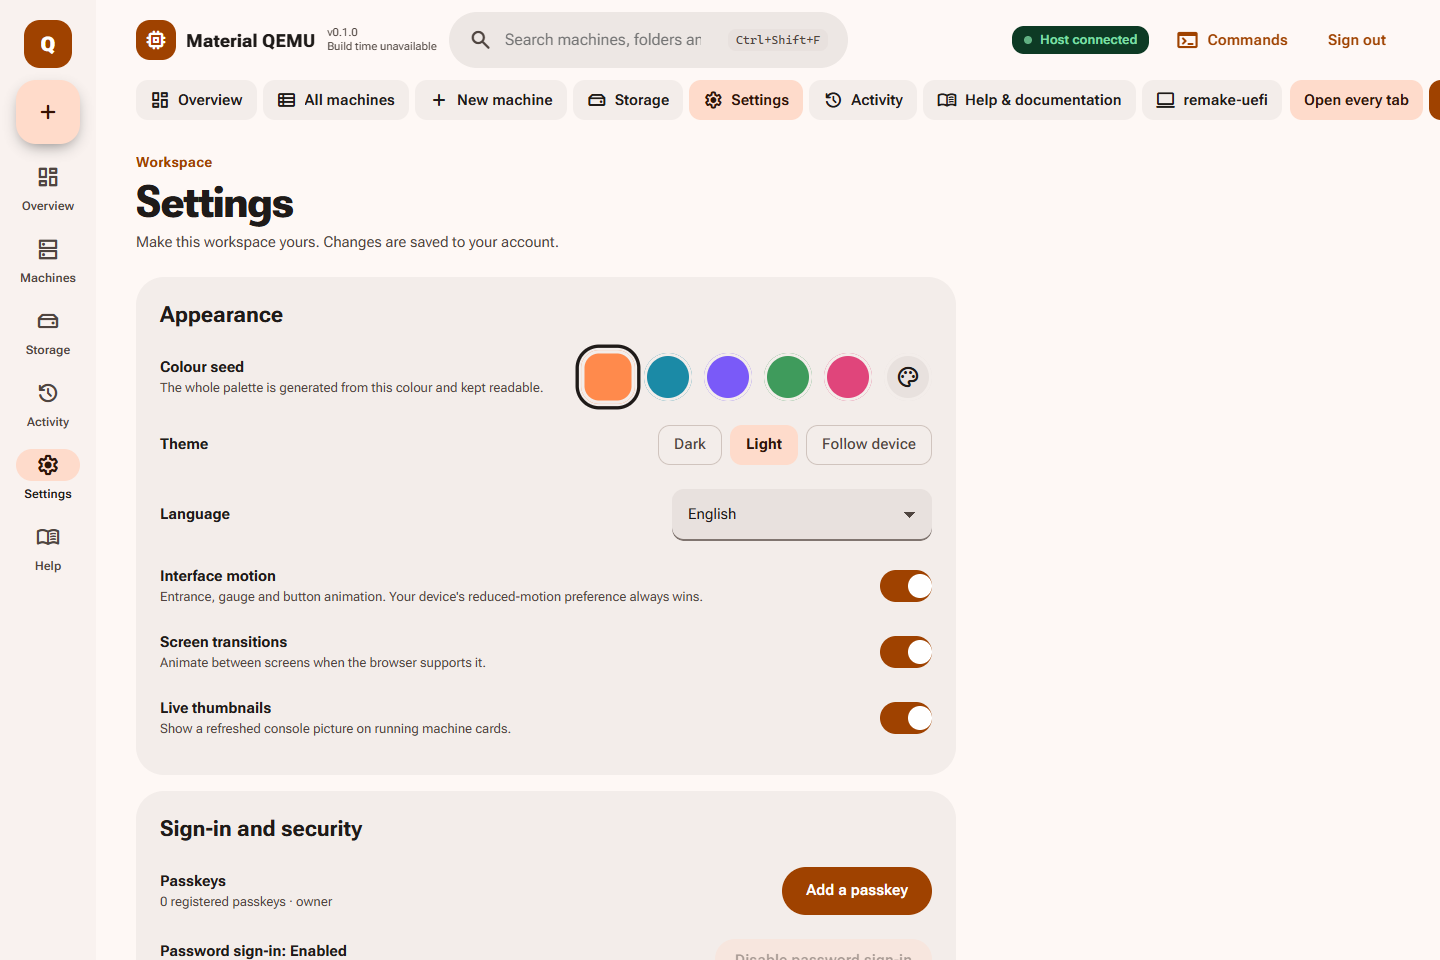 Q
Material QEMU
v0.1.0
Build time unavailable
Search machines, folders an
Ctrl+Shift+F
Host connected
Commands
Sign out
Overview
All machines
New machine
Storage
Settings
Activity
Help & documentation
remake-uefi
Open every tab
Overview
Machines
Storage
Activity
Settings
Help
Workspace
Settings
Make this workspace yours. Changes are saved to your account.
Appearance
Colour seed
The whole palette is generated from this colour and kept readable.
Theme
Dark
Light
Follow device
Language
English
Interface motion
Entrance, gauge and button animation. Your device's reduced-motion preference always wins.
Screen transitions
Animate between screens when the browser supports it.
Live thumbnails
Show a refreshed console picture on running machine cards.
Sign-in and security
Passkeys
0 registered passkeys · owner
Add a passkey
Password sign-in: Enabled
Disable password sign-in